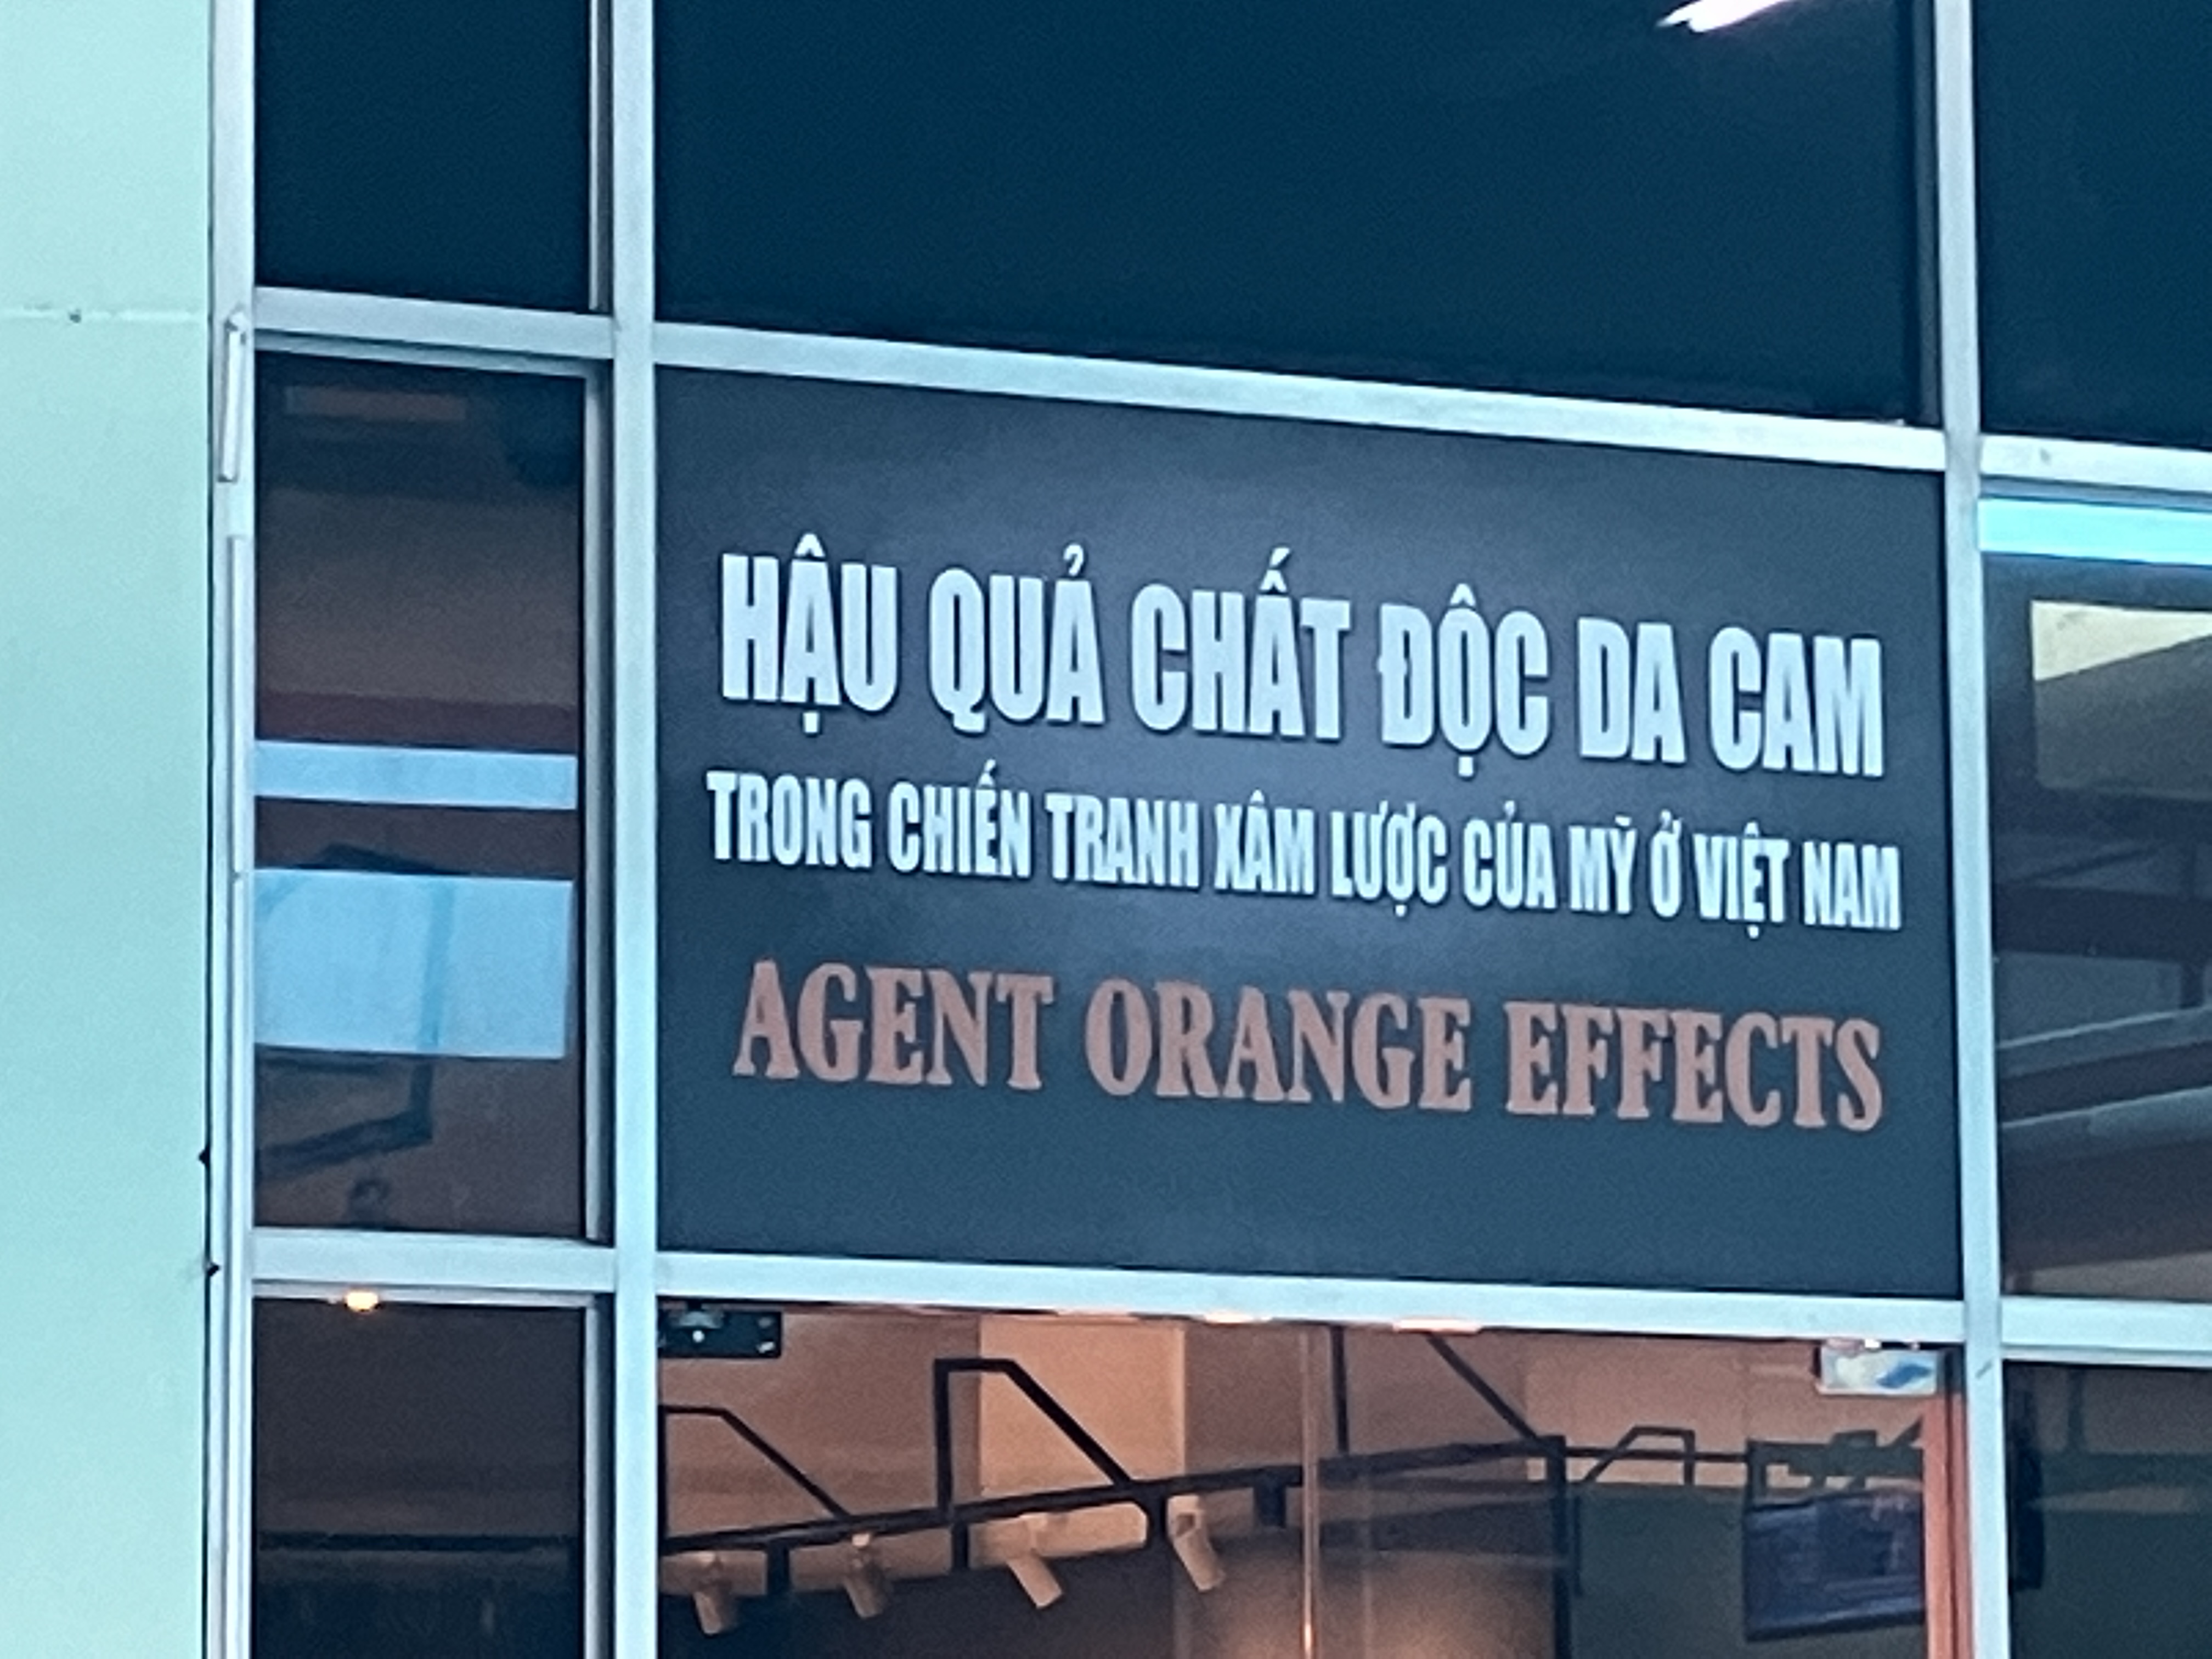 HẬU QUẢ CHẤT ĐỘC DA CAM
TRONG CHIẾN TRANH XÂM LƯỢC CỦA MỸ Ở VIỆT NAM
AGENT ORANGE EFFECTS